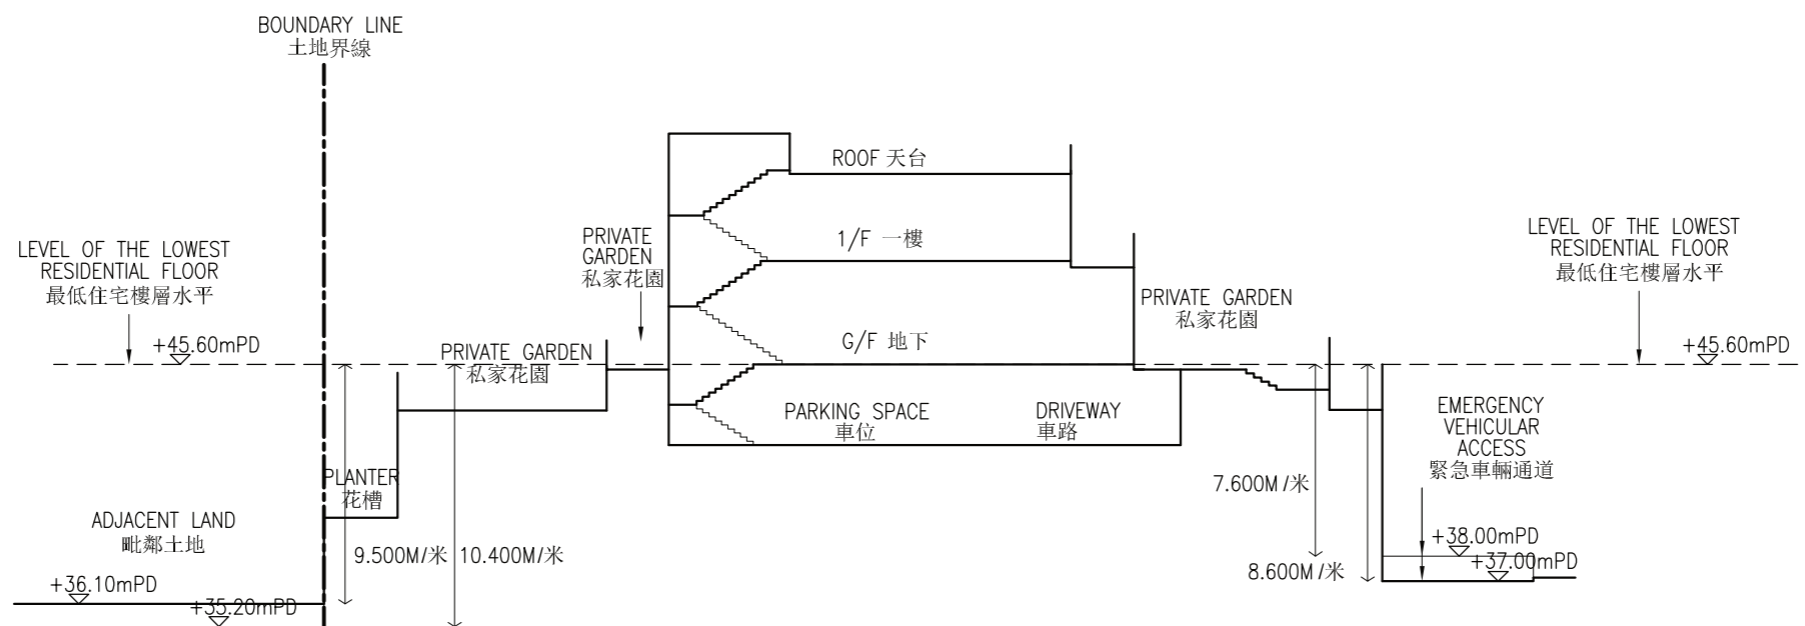 BOUNDARY LINE
土地界線
ROOF 天台
1/F 一樓
G/F 地下
PRIVATE
GARDEN
私家花園
LEVEL OF THE LOWEST
RESIDENTIAL FLOOR
最低住宅樓層水平
+45.60mPD
PRIVATE GARDEN
私家花園
PRIVATE GARDEN
私家花園
LEVEL OF THE LOWEST
RESIDENTIAL FLOOR
最低住宅樓層水平
+45.60mPD
PARKING SPACE
車位
DRIVEWAY
車路
EMERGENCY
VEHICULAR
ACCESS
緊急車輛通道
PLANTER
花槽
7.600M/米
ADJACENT LAND
毗鄰土地
9.500M/米
10.400M/米
8.600M/米
+38.00mPD
+37.00mPD
+36.10mPD
+35.20mPD